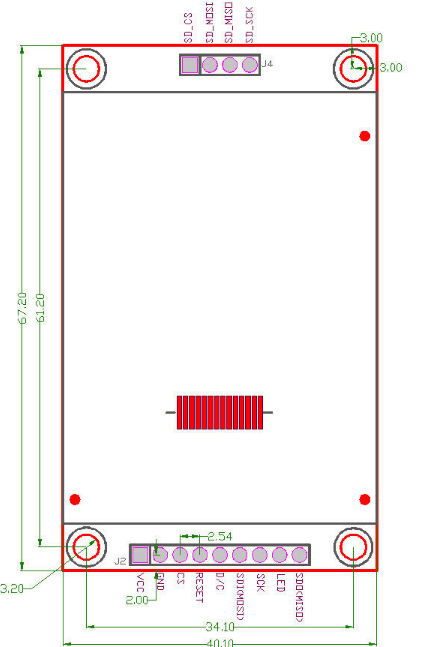 SD_CS
SD_MOSI
SD_MISO
SD_SCK
J4
3.00
3.00
67.20
61.20
2.54
J2
3.20
2.00
VCC
GND
CS
RESET
D/C
SDI(MOSI)
SCK
LED
SDO(MISO)
34.10
40.10